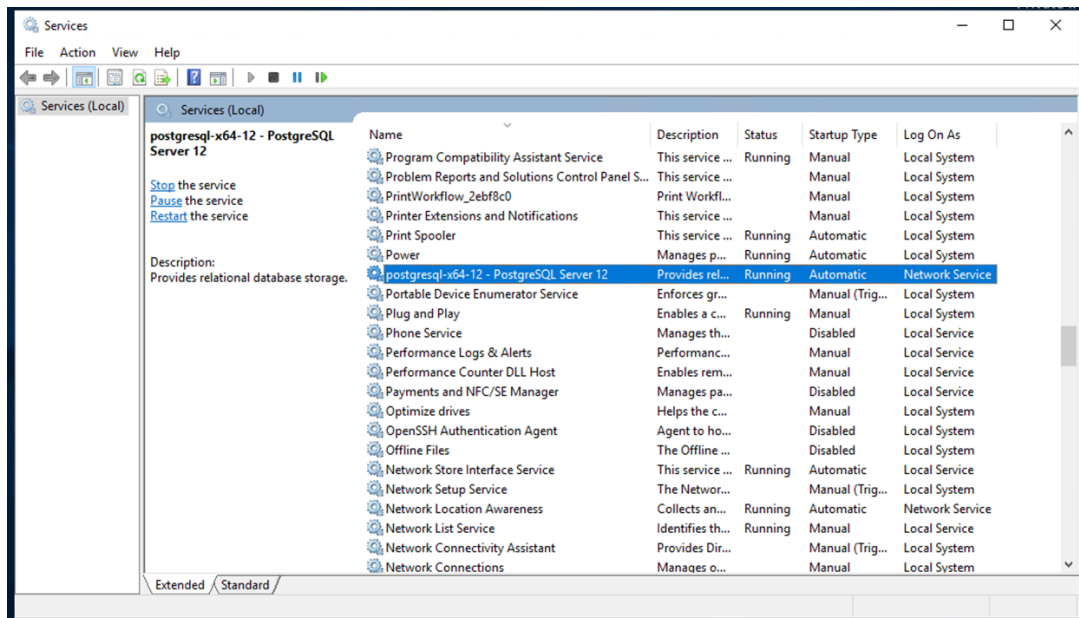 Services
File Action View Help
Services (Local)
Services (Local)
postgresql-x64-12 - PostgreSQL
Server 12
Stop the service
Pause the service
Restart the service
Description:
Provides relational database storage.
Name Description Status Startup Type Log On As
Program Compatibility Assistant Service This service ... Running Manual Local System
Problem Reports and Solutions Control Panel S... This service ... Manual Local System
PrintWorkflow_2ebf8c0 Print Workfl... Manual Local System
Printer Extensions and Notifications This service ... Manual Local System
Print Spooler This service ... Running Automatic Local System
Power Manages p... Running Automatic Local System
postgresql-x64-12 - PostgreSQL Server 12 Provides rel... Running Automatic Network Service
Portable Device Enumerator Service Enforces gr... Manual (Trig... Local System
Plug and Play Enables a c... Running Manual Local System
Phone Service Manages th... Disabled Local Service
Performance Logs & Alerts Performanc... Manual Local Service
Performance Counter DLL Host Enables rem... Manual Local Service
Payments and NFC/SE Manager Manages pa... Disabled Local Service
Optimize drives Helps the c... Manual Local System
OpenSSH Authentication Agent Agent to ho... Disabled Local System
Offline Files The Offline ... Disabled Local System
Network Store Interface Service This service ... Running Automatic Local Service
Network Setup Service The Networ... Manual (Trig... Local System
Network Location Awareness Collects an... Running Automatic Network Service
Network List Service Identifies th... Running Manual Local Service
Network Connectivity Assistant Provides Dir... Manual (Trig... Local System
Network Connections Manages o... Manual Local System
Extended Standard